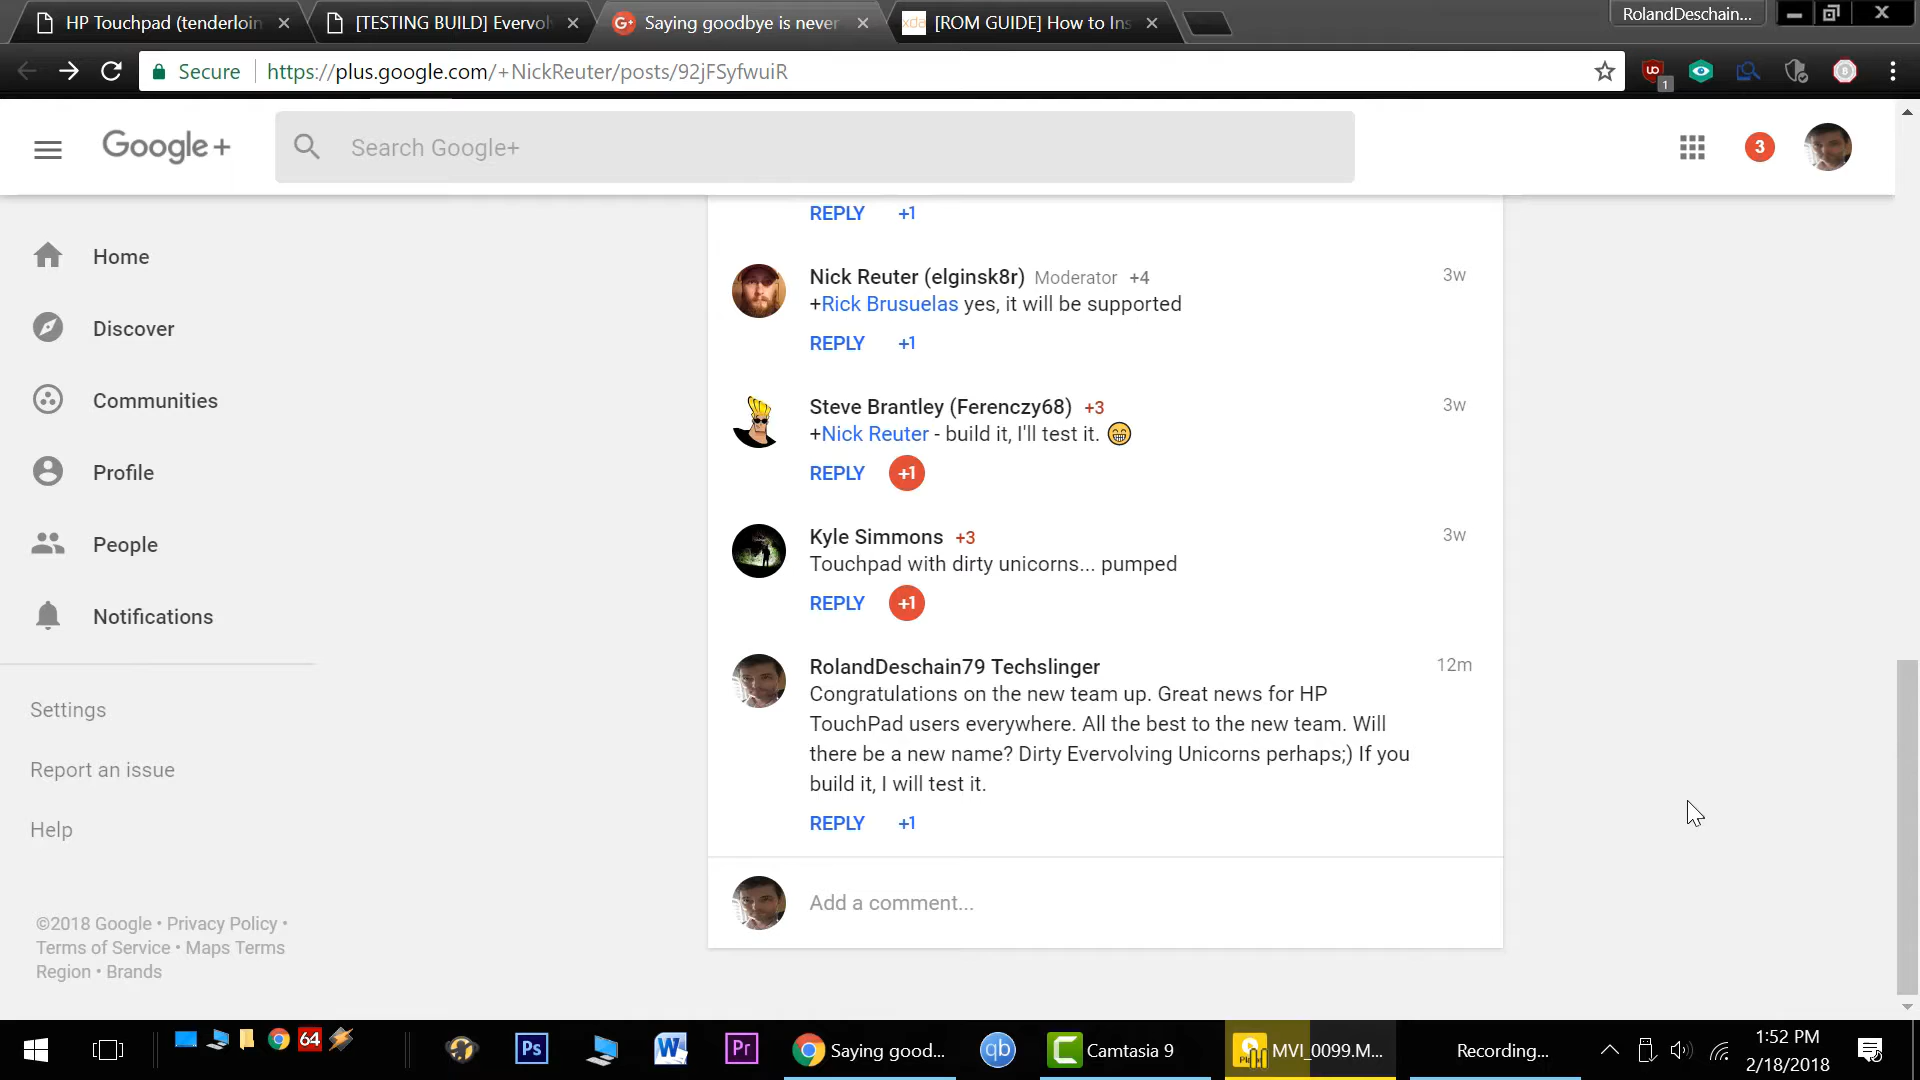 HP Touchpad (tenderloin
[TESTING BUILD] Evervol
G+
Saying goodbye is never
xda
[ROM GUIDE] How to Ins
RolandDeschain...
Secure
https://plus.google.com/+NickReuter/posts/92jFSyfwuiR
1
Google+
Search Google+
3
REPLY +1
Home
Discover
Communities
Profile
People
Notifications
Settings
Report an issue
Help
©2018 Google • Privacy Policy •
Terms of Service • Maps Terms
Region • Brands
Nick Reuter (elginsk8r) Moderator +4 3w
+Rick Brusuelas yes, it will be supported
REPLY +1
Steve Brantley (Ferenczy68) +3 3w
+Nick Reuter - build it, I'll test it. 😁
REPLY +1
Kyle Simmons +3 3w
Touchpad with dirty unicorns... pumped
REPLY +1
RolandDeschain79 Techslinger 12m
Congratulations on the new team up. Great news for HP
TouchPad users everywhere. All the best to the new team. Will
there be a new name? Dirty Evervolving Unicorns perhaps;) If you
build it, I will test it.
REPLY +1
Add a comment...
64
Ps
W
Pr
Saying good...
qb
C
Camtasia 9
MVI_0099.M...
Recording...
1:52 PM
2/18/2018